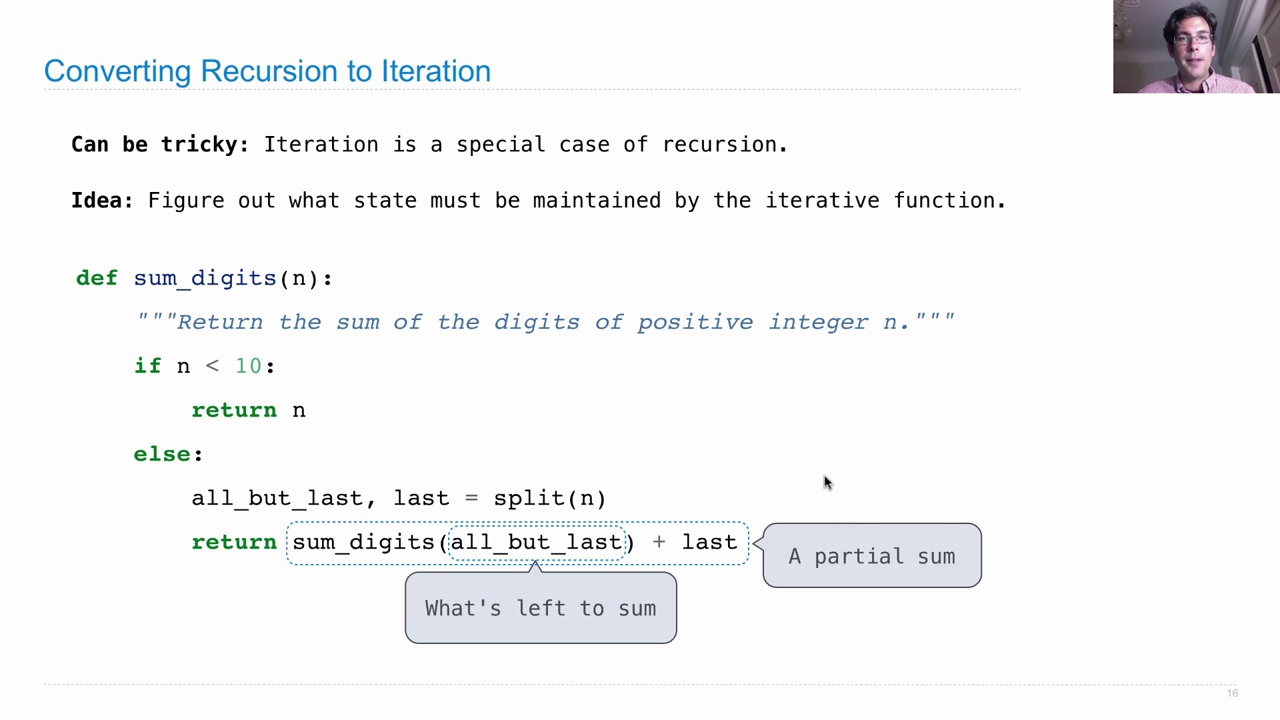 Converting Recursion to Iteration
Can be tricky: Iteration is a special case of recursion.
Idea: Figure out what state must be maintained by the iterative function.
def sum_digits(n):
"""Return the sum of the digits of positive integer n."""
if n < 10:
return n
else:
all_but_last, last = split(n)
return sum_digits(all_but_last) + last
A partial sum
What's left to sum
16